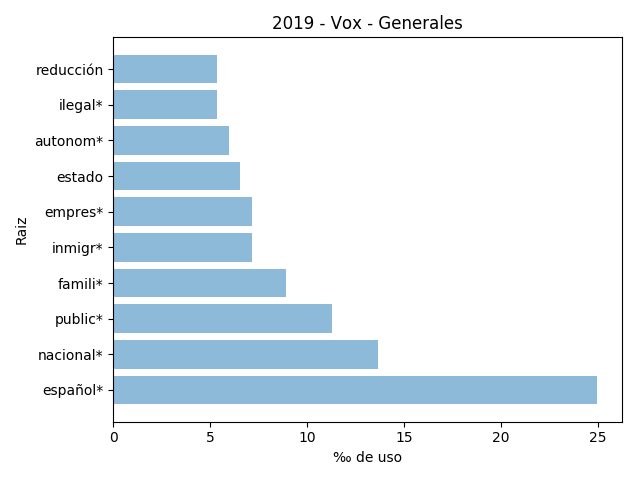 2019 - Vox - Generales
reducción
ilegal*
autonom*
estado
empres*
inmigr*
famili*
public*
nacional*
español*
Raiz
0 5 10 15 20 25
‰ de uso